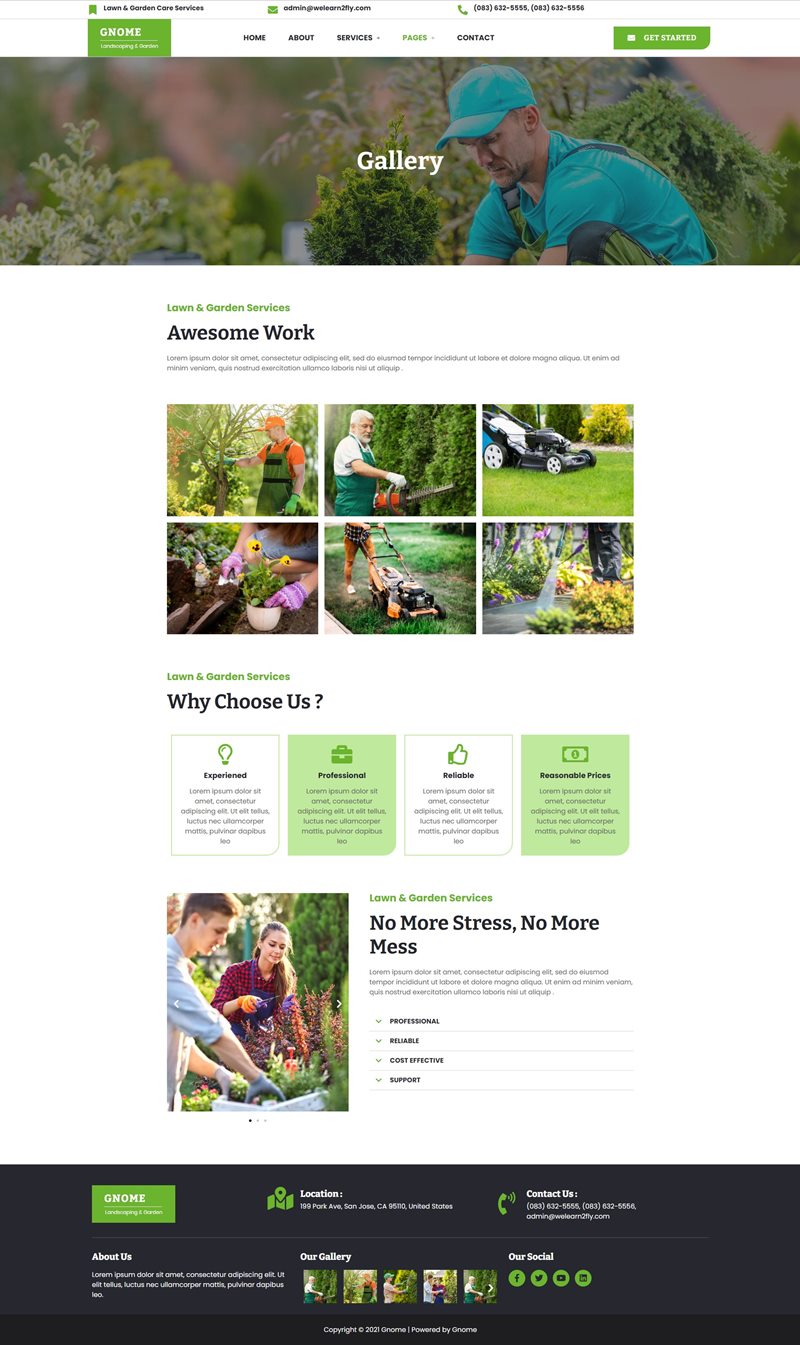 Lawn & Garden Care Services
admin@welearn2fly.com
(083) 632-5555, (083) 632-5556
GNOME
Landscaping & Garden
HOME
ABOUT
SERVICES
PAGES
CONTACT
GET STARTED
Gallery
Lawn & Garden Services
Awesome Work
Lorem ipsum dolor sit amet, consectetur adipiscing elit, sed do eiusmod tempor incididunt ut labore et dolore magna aliqua. Ut enim ad
minim veniam, quis nostrud exercitation ullamco laboris nisi ut aliquip .
Lawn & Garden Services
Why Choose Us ?
Experiened
Lorem ipsum dolor sit
amet, consectetur
adipiscing elit. Ut elit tellus,
luctus nec ullamcorper
mattis, pulvinar dapibus
leo
Professional
Lorem ipsum dolor sit
amet, consectetur
adipiscing elit. Ut elit tellus,
luctus nec ullamcorper
mattis, pulvinar dapibus
leo
Reliable
Lorem ipsum dolor sit
amet, consectetur
adipiscing elit. Ut elit tellus,
luctus nec ullamcorper
mattis, pulvinar dapibus
leo
Reasonable Prices
Lorem ipsum dolor sit
amet, consectetur
adipiscing elit. Ut elit tellus,
luctus nec ullamcorper
mattis, pulvinar dapibus
leo
Lawn & Garden Services
No More Stress, No More
Mess
Lorem ipsum dolor sit amet, consectetur adipiscing elit, sed do eiusmod
tempor incididunt ut labore et dolore magna aliqua. Ut enim ad minim veniam,
quis nostrud exercitation ullamco laboris nisi ut aliquip .
PROFESSIONAL
RELIABLE
COST EFFECTIVE
SUPPORT
GNOME
Landscaping & Garden
Location :
199 Park Ave, San Jose, CA 95110, United States
Contact Us :
(083) 632-5555, (083) 632-5556,
admin@welearn2fly.com
About Us
Lorem ipsum dolor sit amet, consectetur adipiscing elit. Ut
elit tellus, luctus nec ullamcorper mattis, pulvinar dapibus
leo.
Our Gallery
Our Social
Copyright © 2021 Gnome | Powered by Gnome